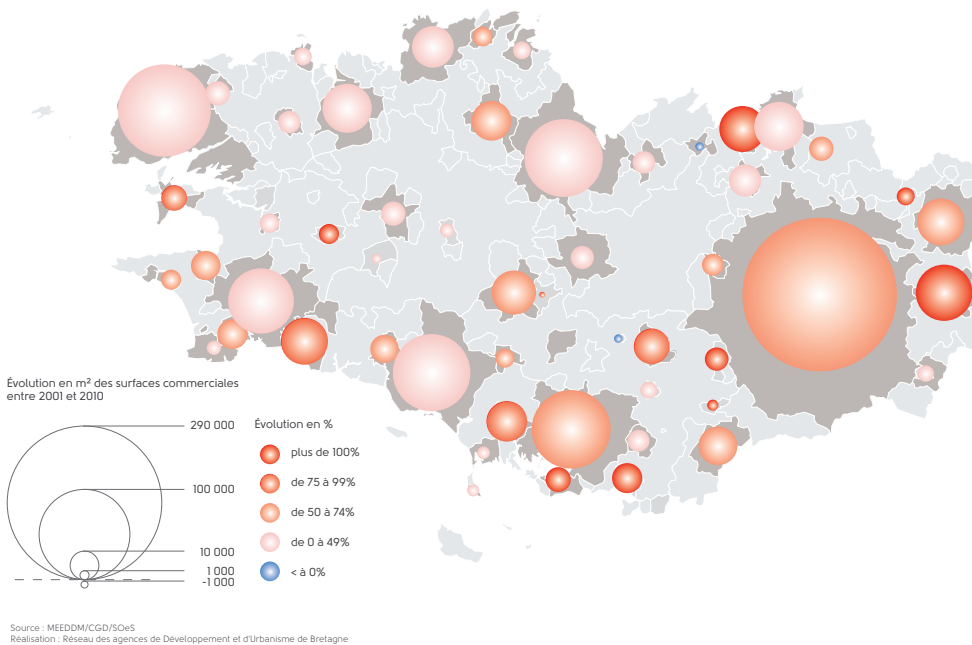 Évolution en m² des surfaces commerciales
entre 2001 et 2010
290 000
100 000
10 000
1 000
-1 000
Évolution en %
plus de 100%
de 75 à 99%
de 50 à 74%
de 0 à 49%
< à 0%
Source : MEEDDM/CGD/SOeS
Réalisation : Réseau des agences de Développement et d'Urbanisme de Bretagne